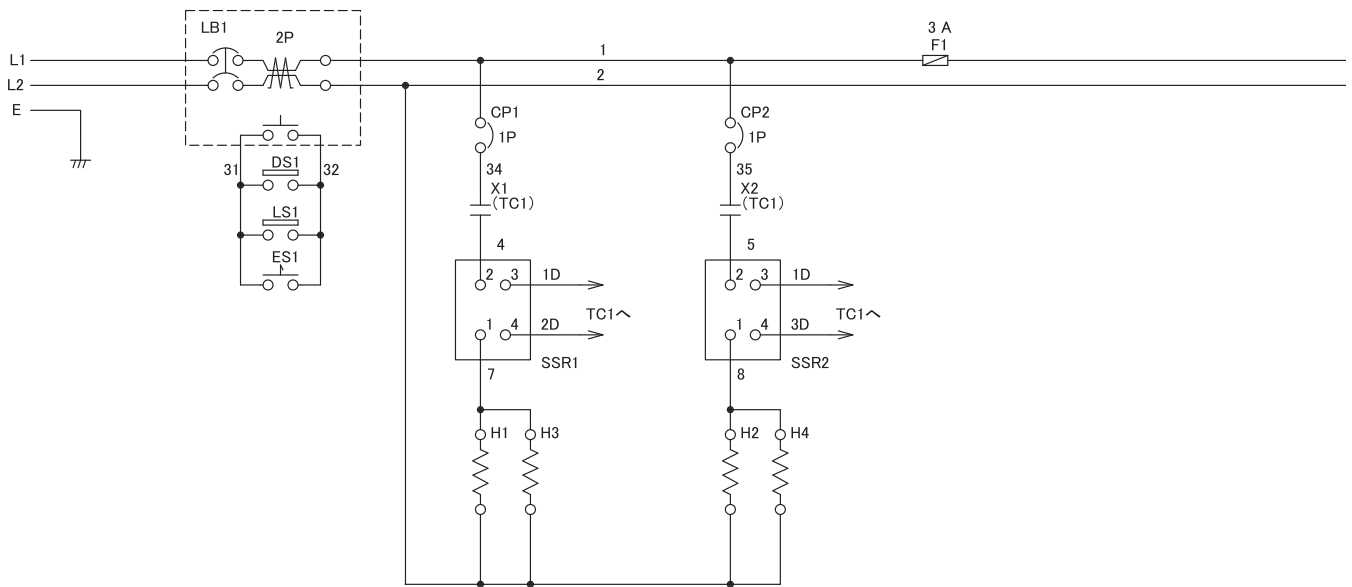 LB1
2P
3 A
F1
L1
1
L2
2
E
CP1
1P
CP2
1P
31
DS1
32
34
35
X1
(TC1)
X2
(TC1)
LS1
4
5
ES1
2 3 1D
2 3 1D
TC1へ
TC1へ
1 4 2D
1 4 3D
SSR1
SSR2
7
8
H1 H3
H2 H4